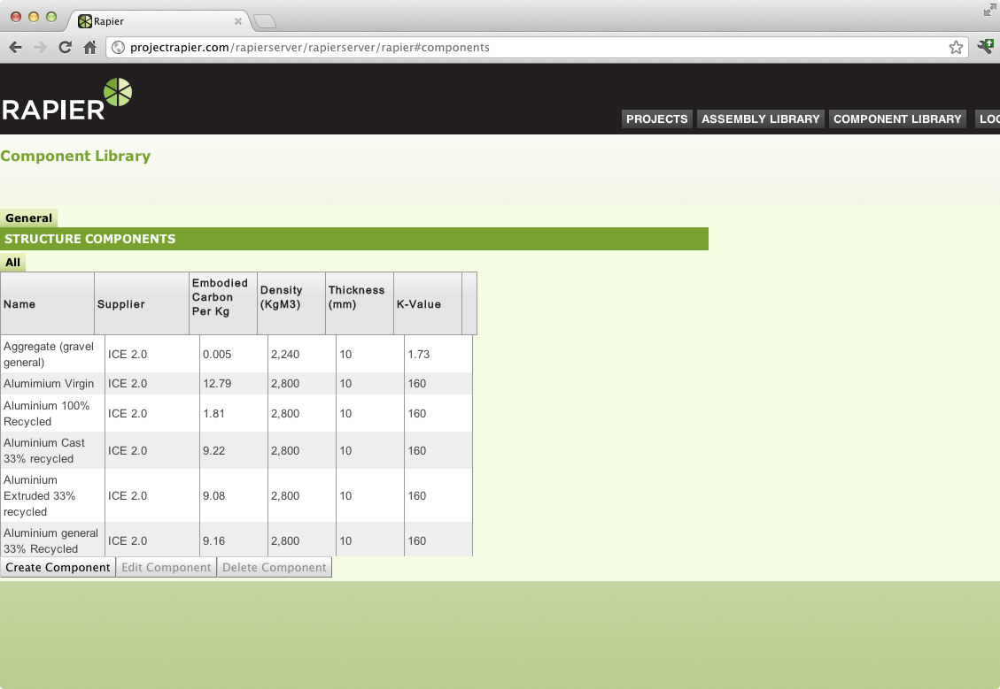 Rapier
projectrapier.com/rapierserver/rapierserver/rapier#components
RAPIER
PROJECTS ASSEMBLY LIBRARY COMPONENT LIBRARY LOG
Component Library
General
STRUCTURE COMPONENTS
All
Name Supplier Embodied Carbon Per Kg Density (KgM3) Thickness (mm) K-Value
Aggregate (gravel general) ICE 2.0 0.005 2,240 10 1.73
Alumimium Virgin ICE 2.0 12.79 2,800 10 160
Aluminium 100% Recycled ICE 2.0 1.81 2,800 10 160
Aluminium Cast 33% recycled ICE 2.0 9.22 2,800 10 160
Aluminium Extruded 33% recycled ICE 2.0 9.08 2,800 10 160
Aluminium general 33% Recycled ICE 2.0 9.16 2,800 10 160
Create Component Edit Component Delete Component